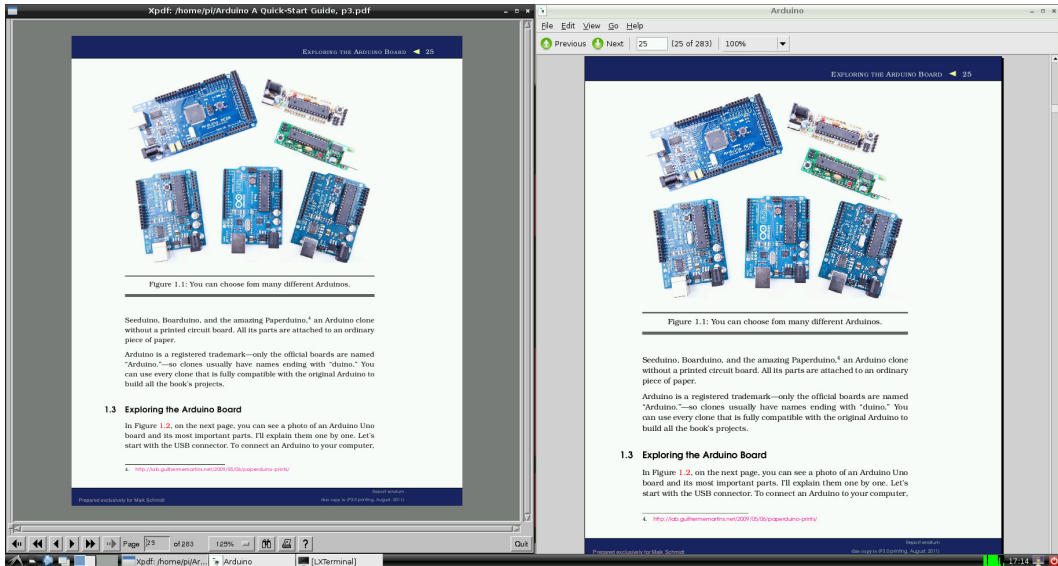 Xpdf: /home/pi/Arduino A Quick-Start Guide, p3.pdf
EXPLORING THE ARDUINO BOARD 25
Figure 1.1: You can choose fom many different Arduinos.
Seeduino, Boarduino, and the amazing Paperduino,4 an Arduino clone
without a printed circuit board. All its parts are attached to an ordinary
piece of paper.
Arduino is a registered trademark—only the official boards are named
“Arduino.”—so clones usually have names ending with “duino.” You
can use every clone that is fully compatible with the original Arduino to
build all the book's projects.
1.3 Exploring the Arduino Board
In Figure 1.2, on the next page, you can see a photo of an Arduino Uno
board and its most important parts. I'll explain them one by one. Let's
start with the USB connector. To connect an Arduino to your computer,
4. http://lab.guilhermemartins.net/2009/05/06/paperduino-prints/
Report erratum
Prepared exclusively for Maik Schmidt
this copy is (P3.0 printing, August 2011)
Page 25 of 283 125% ? Quit
Arduino
File Edit View Go Help
Previous Next 25 (25 of 283) 100%
EXPLORING THE ARDUINO BOARD 25
Figure 1.1: You can choose fom many different Arduinos.
Seeduino, Boarduino, and the amazing Paperduino,4 an Arduino clone
without a printed circuit board. All its parts are attached to an ordinary
piece of paper.
Arduino is a registered trademark—only the official boards are named
“Arduino.”—so clones usually have names ending with “duino.” You
can use every clone that is fully compatible with the original Arduino to
build all the book's projects.
1.3 Exploring the Arduino Board
In Figure 1.2, on the next page, you can see a photo of an Arduino Uno
board and its most important parts. I'll explain them one by one. Let's
start with the USB connector. To connect an Arduino to your computer,
4. http://lab.guilhermemartins.net/2009/05/06/paperduino-prints/
Report erratum
Prepared exclusively for Maik Schmidt
this copy is (P3.0 printing, August 2011)
Xpdf: /home/pi/Ar... Arduino [LXTerminal] 17:14